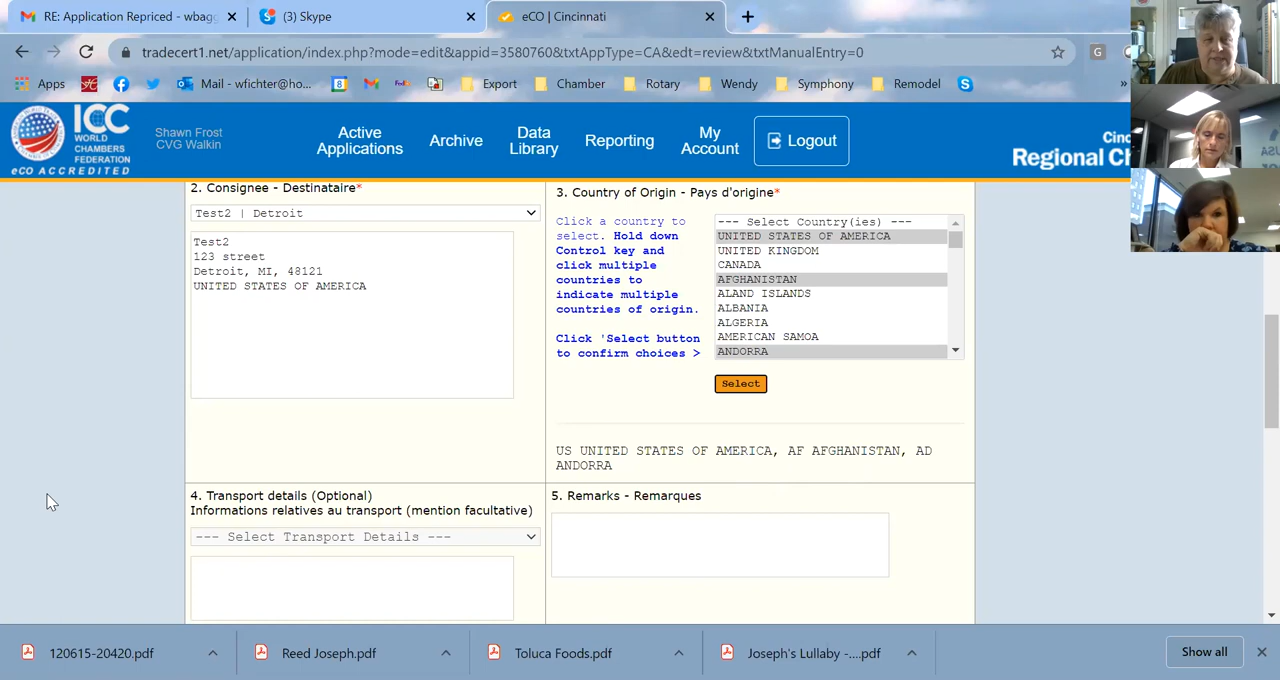 RE: Application Repriced - wbagg
(3) Skype
eCO | Cincinnati
tradecert1.net/application/index.php?mode=edit&appid=3580760&txtAppType=CA&edt=review&txtManualEntry=0
G
Apps
Mail - wfichter@ho...
8
Export
Chamber
Rotary
Wendy
Symphony
Remodel
»
ICC
WORLD
CHAMBERS
FEDERATION
eCO ACCREDITED
Shawn Frost
CVG Walkin
Active
Applications
Archive
Data
Library
Reporting
My
Account
Logout
Cinc
Regional Ch
2. Consignee - Destinataire*
Test2 | Detroit
Test2
123 street
Detroit, MI, 48121
UNITED STATES OF AMERICA
3. Country of Origin - Pays d'origine*
Click a country to
select. Hold down
Control key and
click multiple
countries to
indicate multiple
countries of origin.
Click 'Select button
to confirm choices >
--- Select Country(ies) ---
UNITED STATES OF AMERICA
UNITED KINGDOM
CANADA
AFGHANISTAN
ALAND ISLANDS
ALBANIA
ALGERIA
AMERICAN SAMOA
ANDORRA
Select
US UNITED STATES OF AMERICA, AF AFGHANISTAN, AD
ANDORRA
4. Transport details (Optional)
Informations relatives au transport (mention facultative)
--- Select Transport Details ---
5. Remarks - Remarques
120615-20420.pdf
Reed Joseph.pdf
Toluca Foods.pdf
Joseph's Lullaby -....pdf
Show all